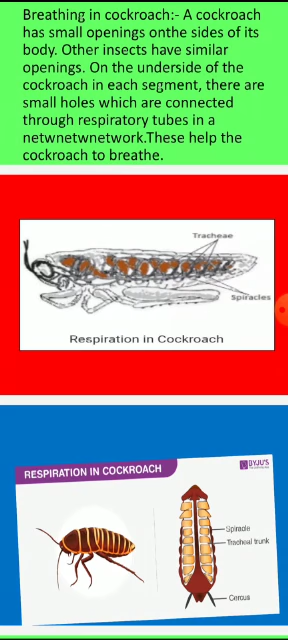 Breathing in cockroach:- A cockroach
has small openings onthe sides of its
body. Other insects have similar
openings. On the underside of the
cockroach in each segment, there are
small holes which are connected
through respiratory tubes in a
netwnetwnetwork.These help the
cockroach to breathe.
Tracheae
Spiracles
Respiration in Cockroach
RESPIRATION IN COCKROACH
BYJU'S
Spiracle
Tracheal trunk
Cercus